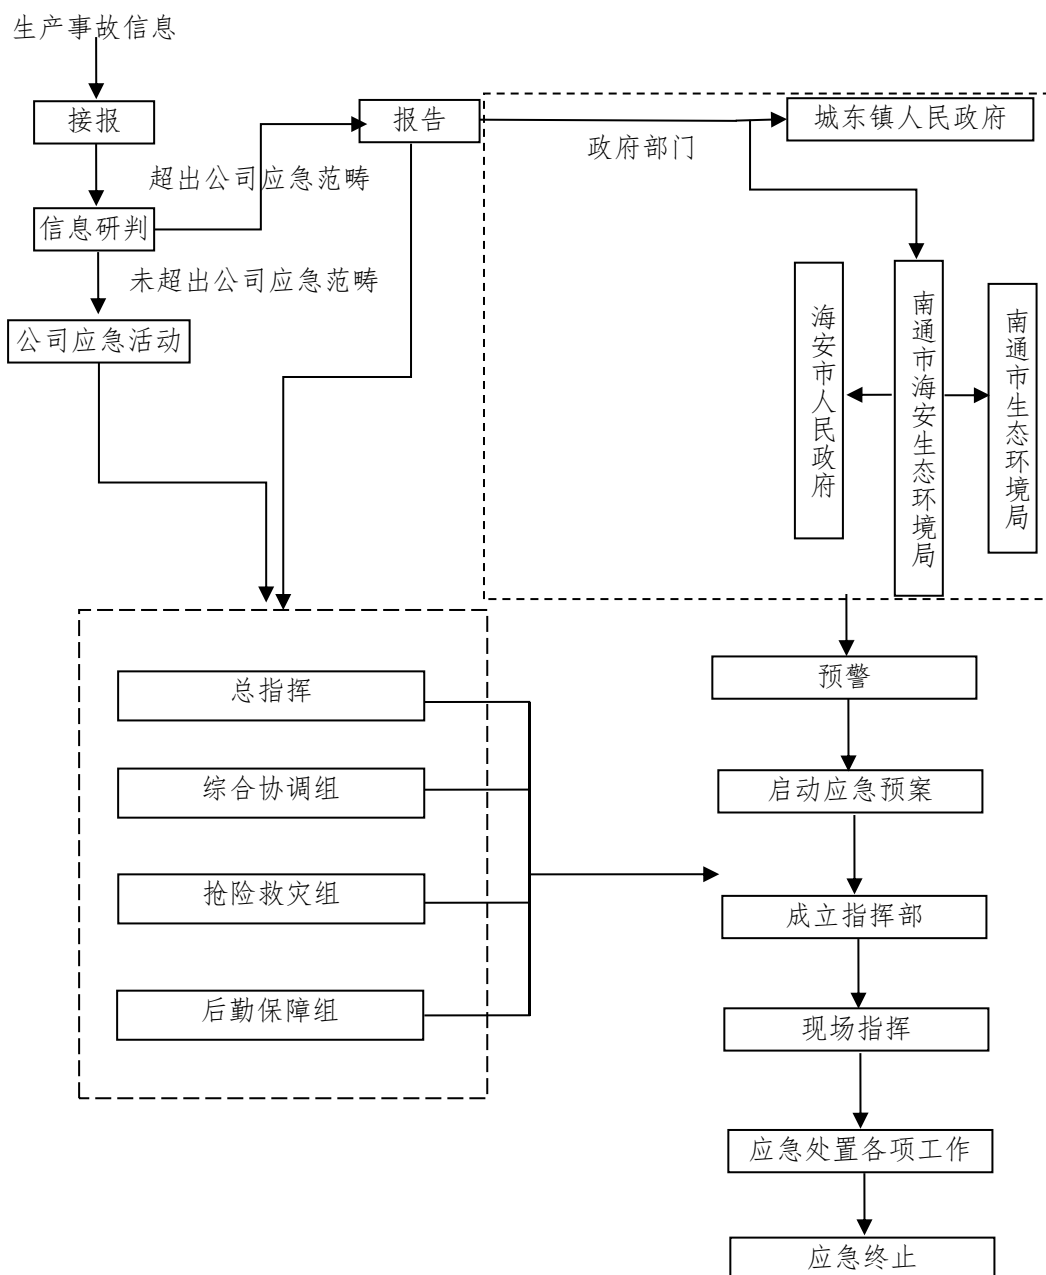 生产事故信息
接报
报告
城东镇人民政府
政府部门
超出公司应急范畴
信息研判
未超出公司应急范畴
公司应急活动
海安市人民政府
南通市海安生态环境局
南通市生态环境局
总指挥
预警
综合协调组
启动应急预案
抢险救灾组
成立指挥部
后勤保障组
现场指挥
应急处置各项工作
应急终止